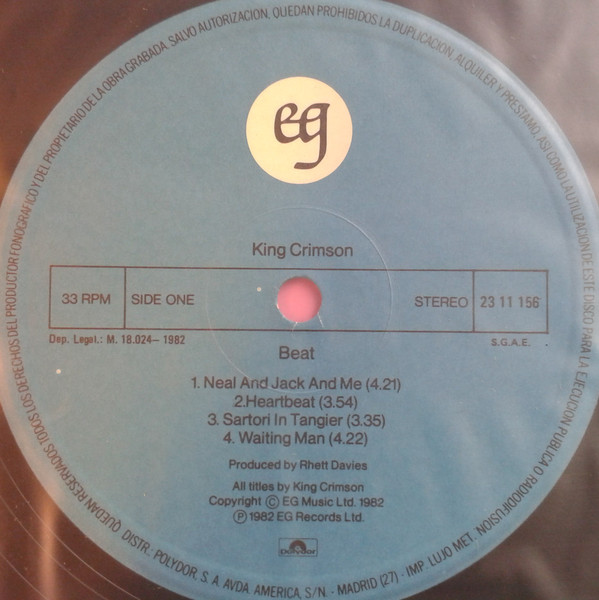 eg
King Crimson
33 RPM SIDE ONE STEREO 23 11 156
Dep. Legal.: M. 18.024– 1982 S.G.A.E.
Beat
1. Neal And Jack And Me (4.21)
2.Heartbeat (3.54)
3. Sartori In Tangier (3.35)
4. Waiting Man (4.22)
Produced by Rhett Davies
All titles by King Crimson
Copyright Ⓒ EG Music Ltd. 1982
Ⓟ 1982 EG Records Ltd.
Polydor
QUEDAN RESERVADOS TODOS LOS DERECHOS DEL PRODUCTOR FONOGRAFICO Y DEL PROPIETARIO DE LA OBRA GRABADA. SALVO AUTORIZACION, QUEDAN PROHIBIDOS LA DUPLICACION, ALQUILER Y PRESTAMO, ASI COMO LA UTILIZACION DE ESTE DISCO PARA LA EJECUCION PUBLICA O RADIODIFUSION
DISTR.: POLYDOR, S. A. AVDA. AMERICA, S/N. - MADRID (27) - IMP. LUJO MET.